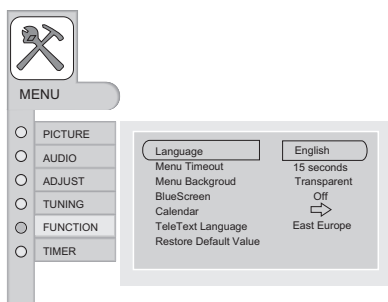 MENU
PICTURE
AUDIO
ADJUST
TUNING
FUNCTION
TIMER
Language English
Menu Timeout 15 seconds
Menu Backgroud Transparent
BlueScreen Off
Calendar
TeleText Language East Europe
Restore Default Value